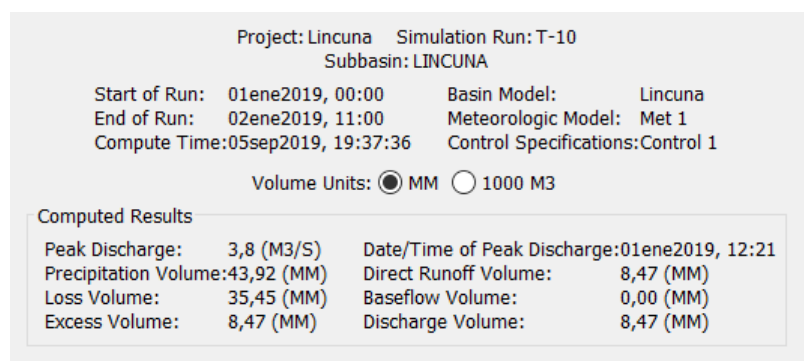 Project: Lincuna Simulation Run: T-10
Subbasin: LINCUNA
Start of Run: 01ene2019, 00:00 Basin Model: Lincuna
End of Run: 02ene2019, 11:00 Meteorologic Model: Met 1
Compute Time:05sep2019, 19:37:36 Control Specifications:Control 1
Volume Units: MM 1000 M3
Computed Results
Peak Discharge: 3,8 (M3/S) Date/Time of Peak Discharge:01ene2019, 12:21
Precipitation Volume:43,92 (MM) Direct Runoff Volume: 8,47 (MM)
Loss Volume: 35,45 (MM) Baseflow Volume: 0,00 (MM)
Excess Volume: 8,47 (MM) Discharge Volume: 8,47 (MM)